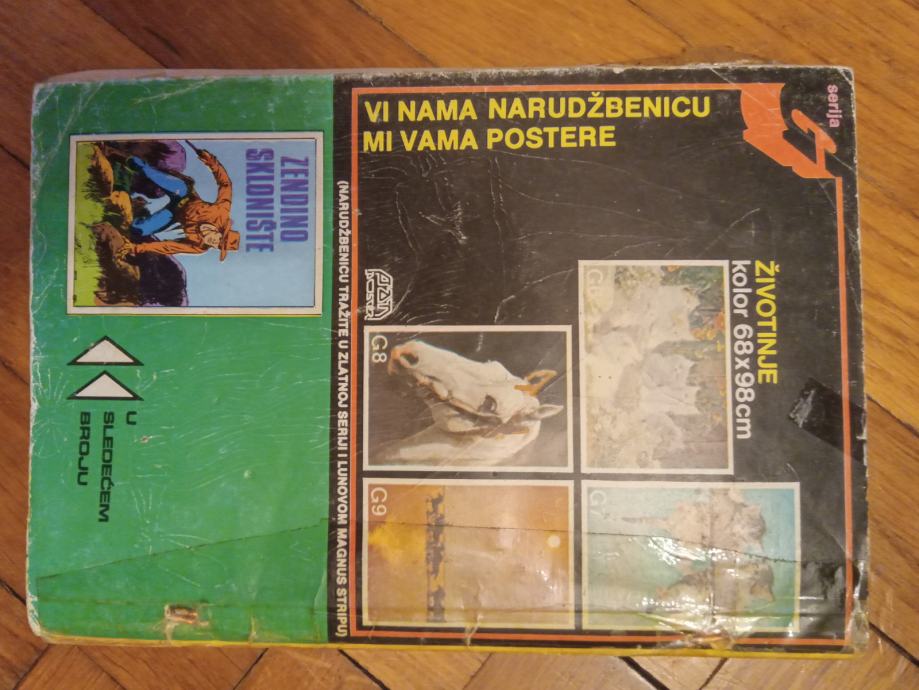 serija
VI NAMA NARUDŽBENICU
MI VAMA POSTERE
ŽIVOTINJE
kolor 68x98cm
G8
G7
G9
(NARUDŽBENICU TRAŽITE U ZLATNOJ SERIJI I LUNOVOM MAGNUS STRIPU)
ZENDINO
SKLONIŠTE
U
SLEDEĆEM
BROJU